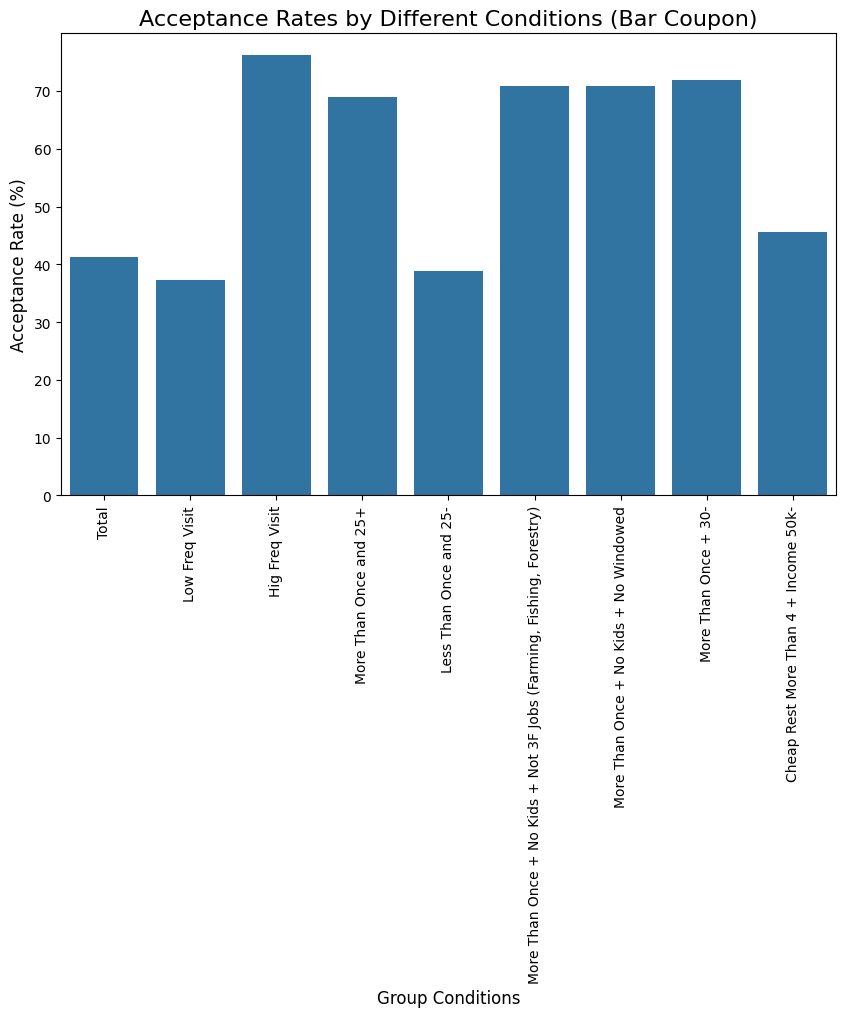 Acceptance Rates by Different Conditions (Bar Coupon)
Acceptance Rate (%)
70
60
50
40
30
20
10
0
Total
Low Freq Visit
Hig Freq Visit
More Than Once and 25+
Less Than Once and 25-
More Than Once + No Kids + Not 3F Jobs (Farming, Fishing, Forestry)
More Than Once + No Kids + No Windowed
More Than Once + 30-
Cheap Rest More Than 4 + Income 50k-
Group Conditions